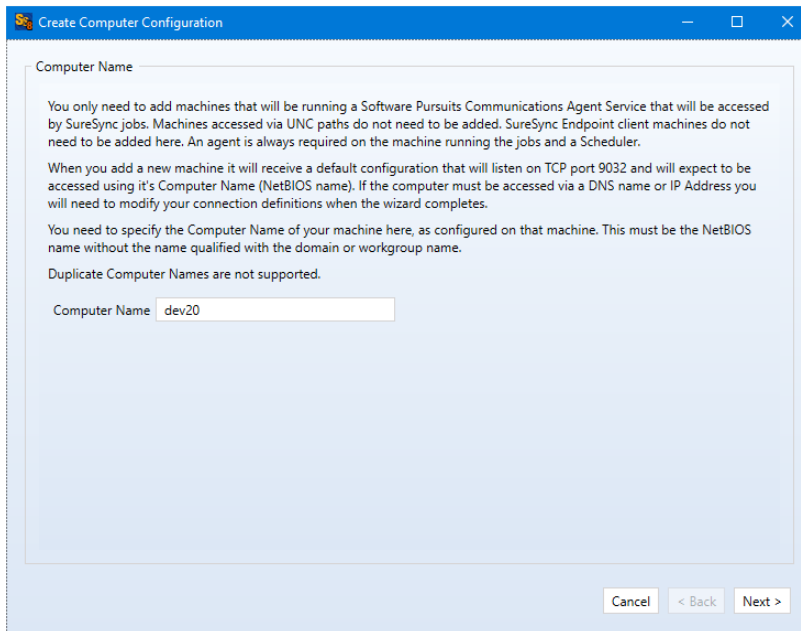 Create Computer Configuration
Computer Name
You only need to add machines that will be running a Software Pursuits Communications Agent Service that will be accessed
by SureSync jobs. Machines accessed via UNC paths do not need to be added. SureSync Endpoint client machines do not
need to be added here. An agent is always required on the machine running the jobs and a Scheduler.
When you add a new machine it will receive a default configuration that will listen on TCP port 9032 and will expect to be
accessed using it's Computer Name (NetBIOS name). If the computer must be accessed via a DNS name or IP Address you
will need to modify your connection definitions when the wizard completes.
You need to specify the Computer Name of your machine here, as configured on that machine. This must be the NetBIOS
name without the name qualified with the domain or workgroup name.
Duplicate Computer Names are not supported.
Computer Name dev20
Cancel < Back Next >